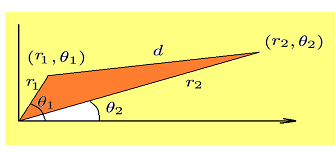 d
(r₂, θ₂)
(r₁, θ₁)
r₁
r₂
θ₁
θ₂